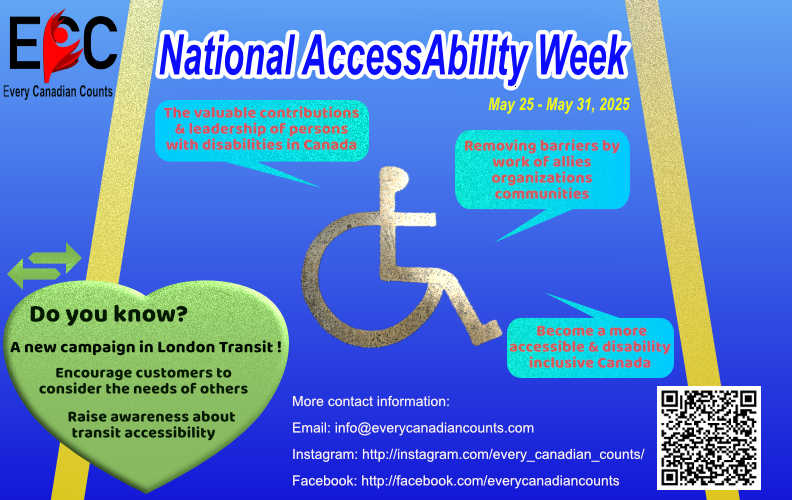 ECC
Every Canadian Counts
National AccessAbility Week
May 25 - May 31, 2025
The valuable contributions
& leadership of persons
with disabilities in Canada
Removing barriers by
work of allies
organizations
communities
Become a more
accessible & disability
inclusive Canada
Do you know?
A new campaign in London Transit !
Encourage customers to
consider the needs of others
Raise awareness about
transit accessibility
More contact information:
Email: info@everycanadiancounts.com
Instagram: http://instagram.com/every_canadian_counts/
Facebook: http://facebook.com/everycanadiancounts